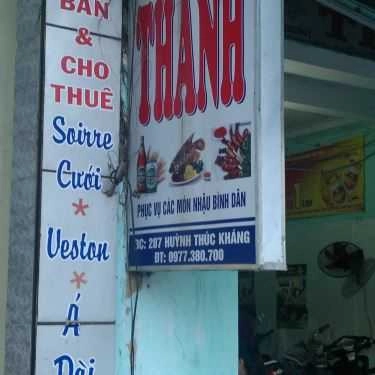 BÁN
&
CHO
THUÊ
Soirre
Cưới
*
Veston
*
Á
Dài
THANH
PHỤC VỤ CÁC MÓN NHẬU BÌNH DÂN
ĐC: 287 HUỲNH THÚC KHÁNG
ĐT: 0977.380.700